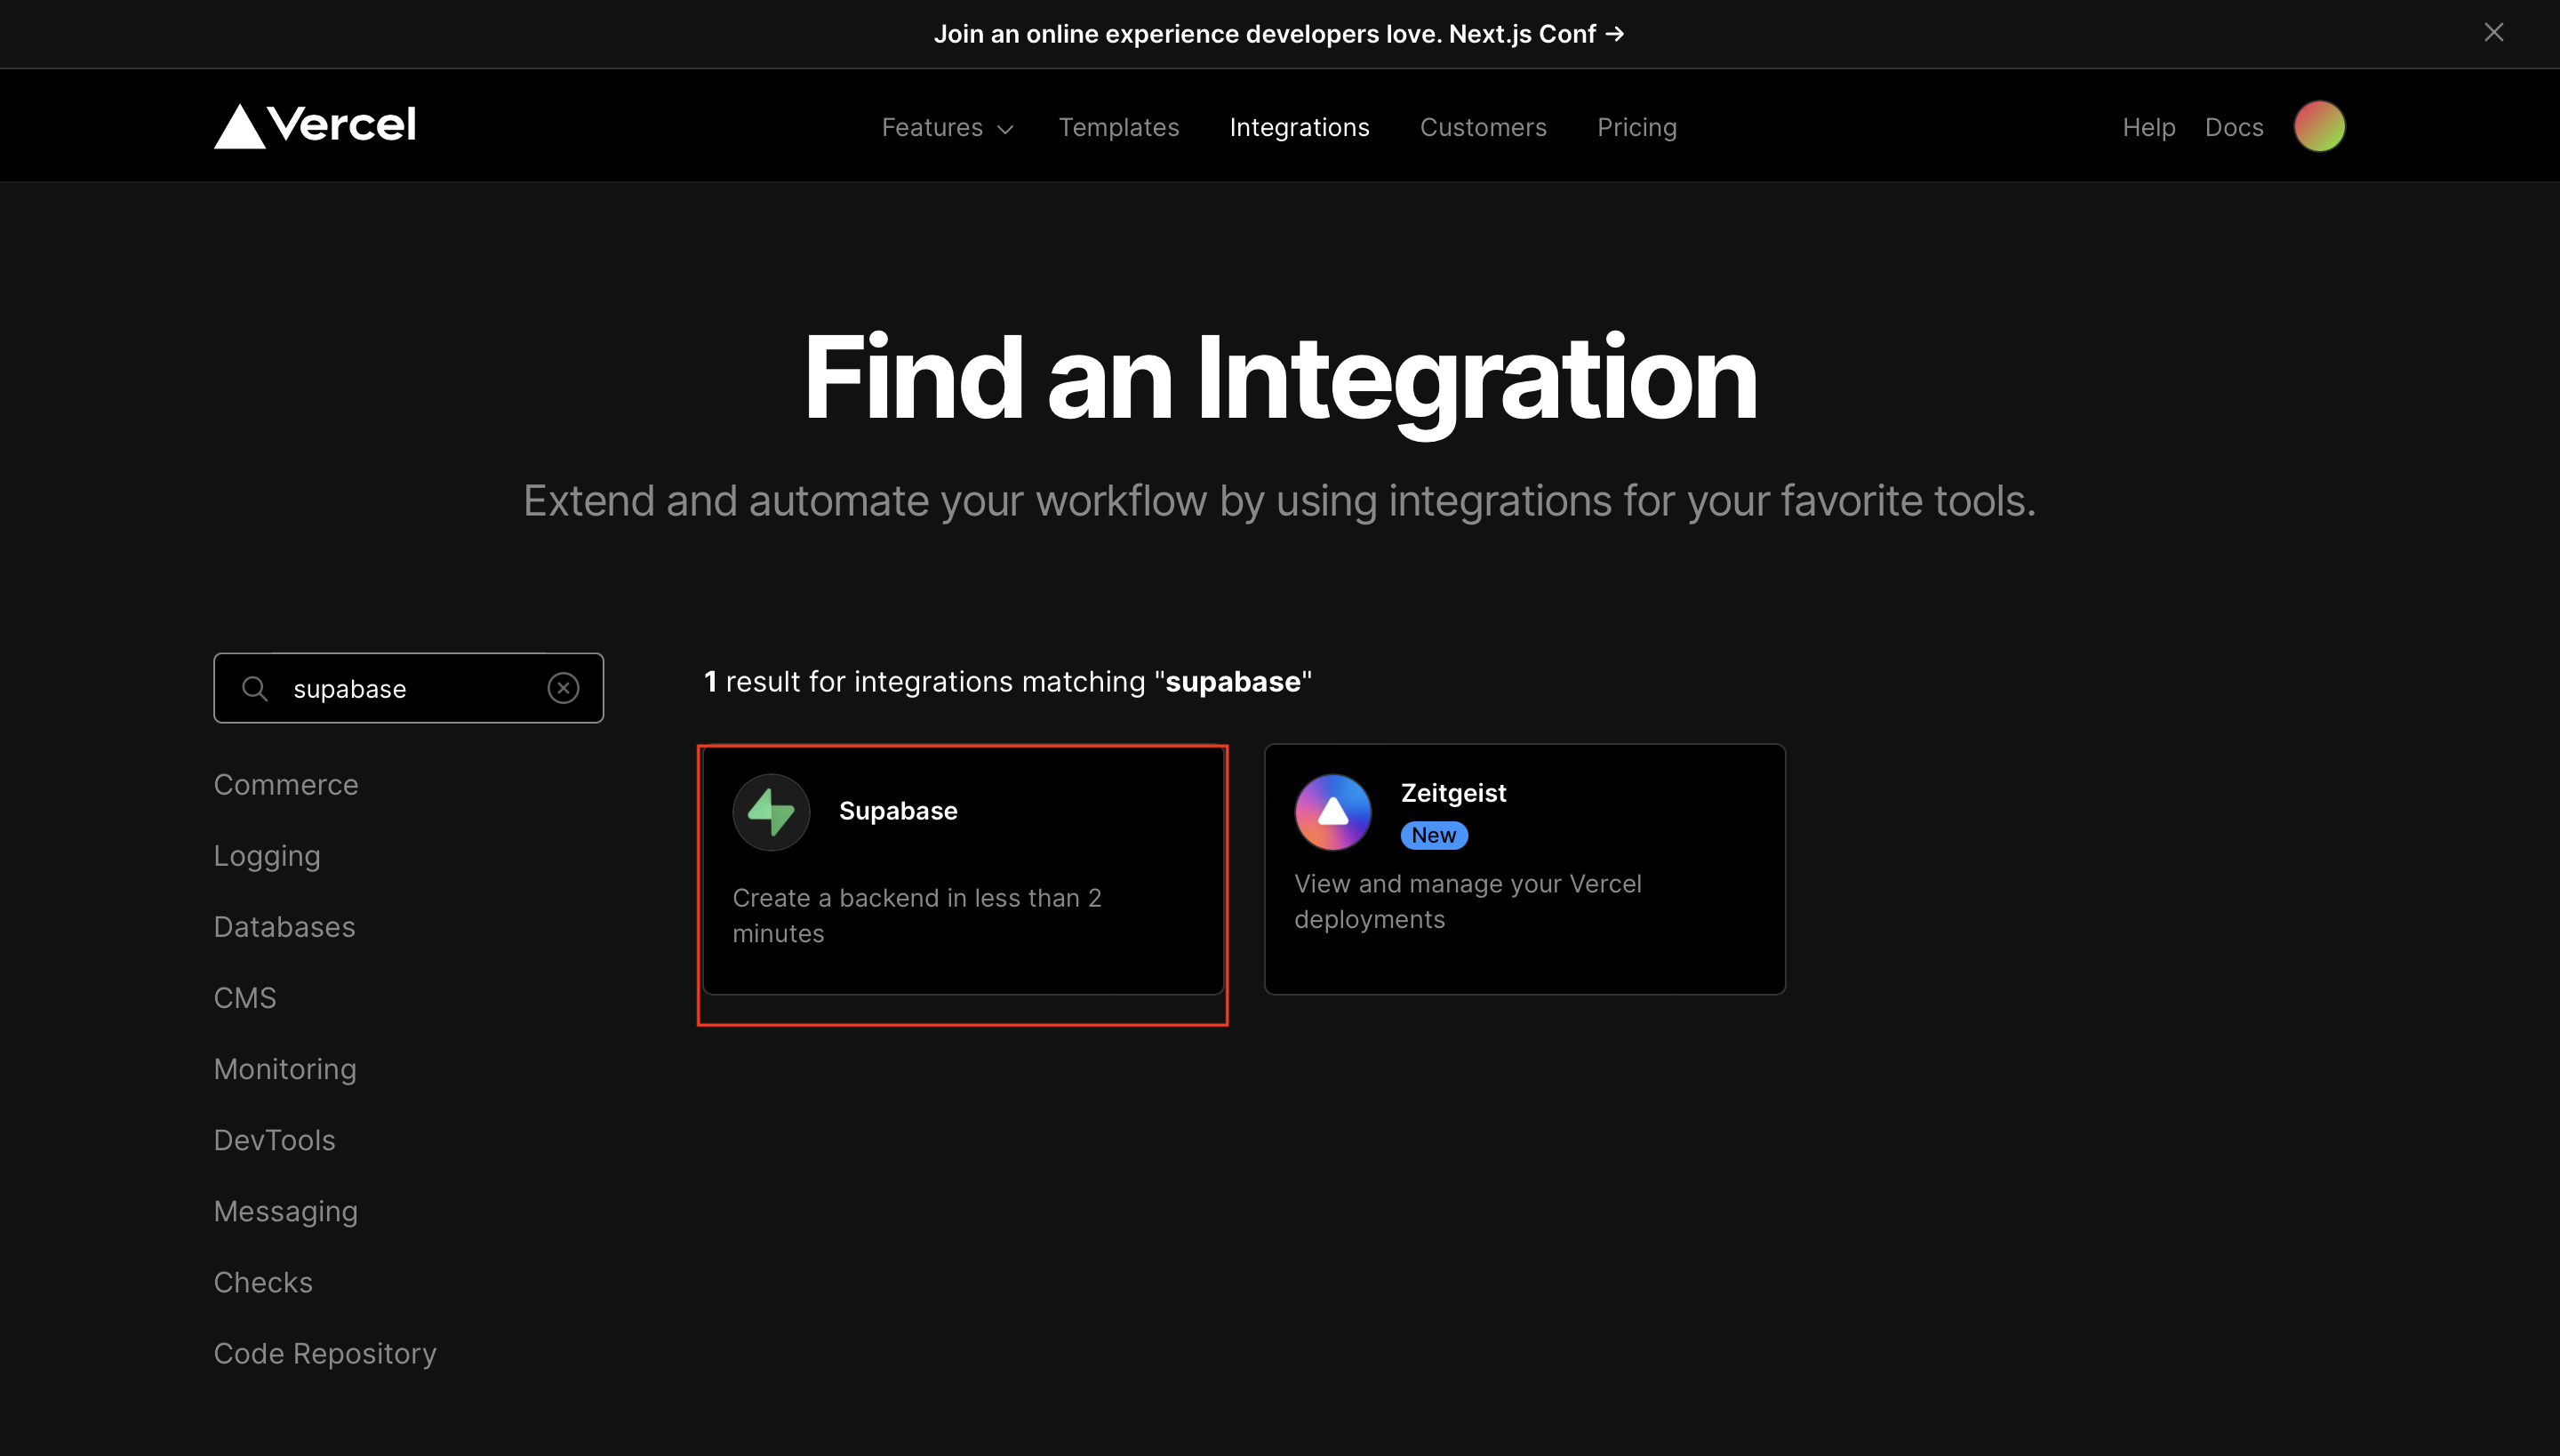 Join an online experience developers love. Next.js Conf →
Vercel
Features
Templates
Integrations
Customers
Pricing
Help
Docs
Find an Integration
Extend and automate your workflow by using integrations for your favorite tools.
supabase
Commerce
Logging
Databases
CMS
Monitoring
DevTools
Messaging
Checks
Code Repository
1 result for integrations matching "supabase"
Supabase
Create a backend in less than 2
minutes
Zeitgeist
New
View and manage your Vercel
deployments